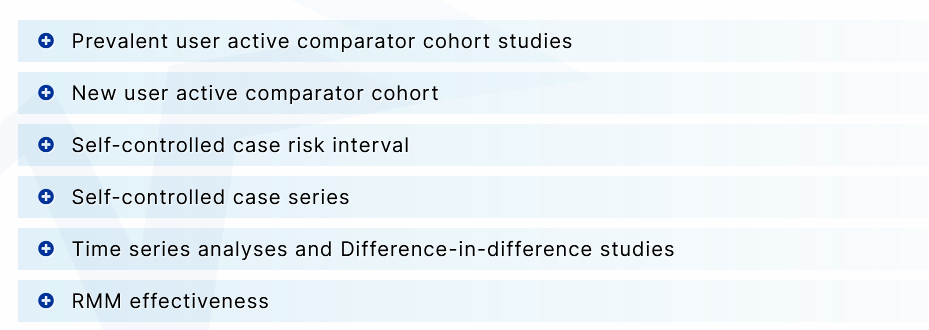 Prevalent user active comparator cohort studies
New user active comparator cohort
Self-controlled case risk interval
Self-controlled case series
Time series analyses and Difference-in-difference studies
RMM effectiveness